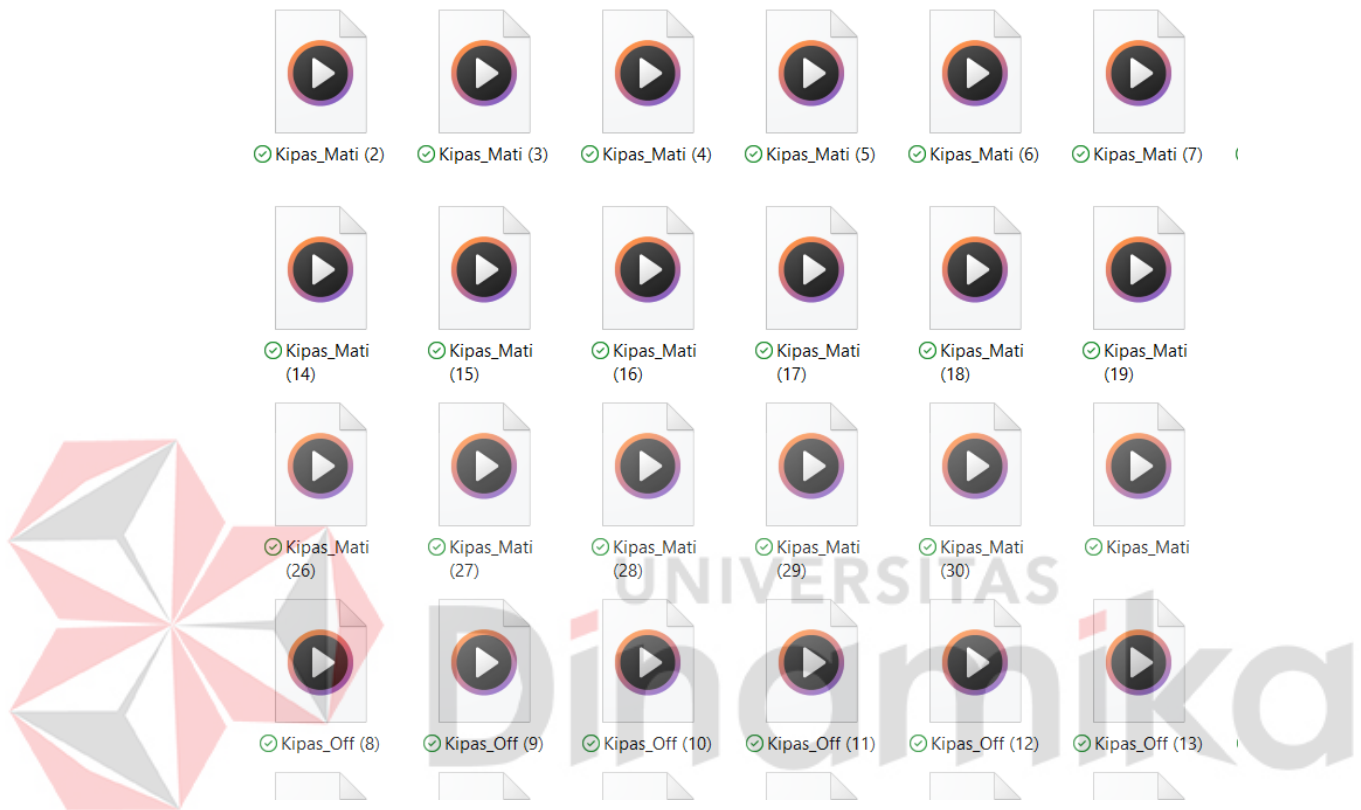 Kipas_Mati (2) Kipas_Mati (3) Kipas_Mati (4) Kipas_Mati (5) Kipas_Mati (6) Kipas_Mati (7)
Kipas_Mati Kipas_Mati Kipas_Mati Kipas_Mati Kipas_Mati Kipas_Mati
(14) (15) (16) (17) (18) (19)
Kipas_Mati Kipas_Mati Kipas_Mati Kipas_Mati Kipas_Mati Kipas_Mati
(26) (27) (28) (29) (30)
UNIVERSITAS
Dinamika
Kipas_Off (8) Kipas_Off (9) Kipas_Off (10) Kipas_Off (11) Kipas_Off (12) Kipas_Off (13)